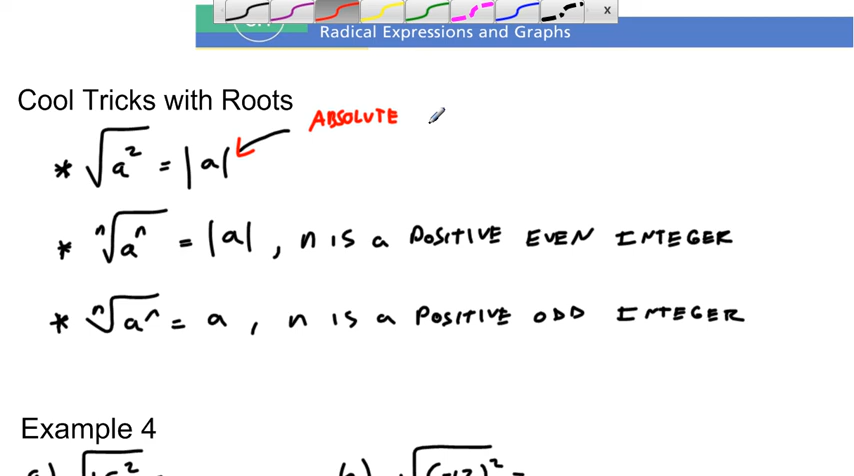 Radical Expressions and Graphs
Cool Tricks with Roots
ABSOLUTE
* √a² = |a|
* ⁿ√aⁿ = |a| , n is a POSITIVE EVEN INTEGER
* ⁿ√aⁿ = a , n is a POSITIVE ODD INTEGER
Example 4